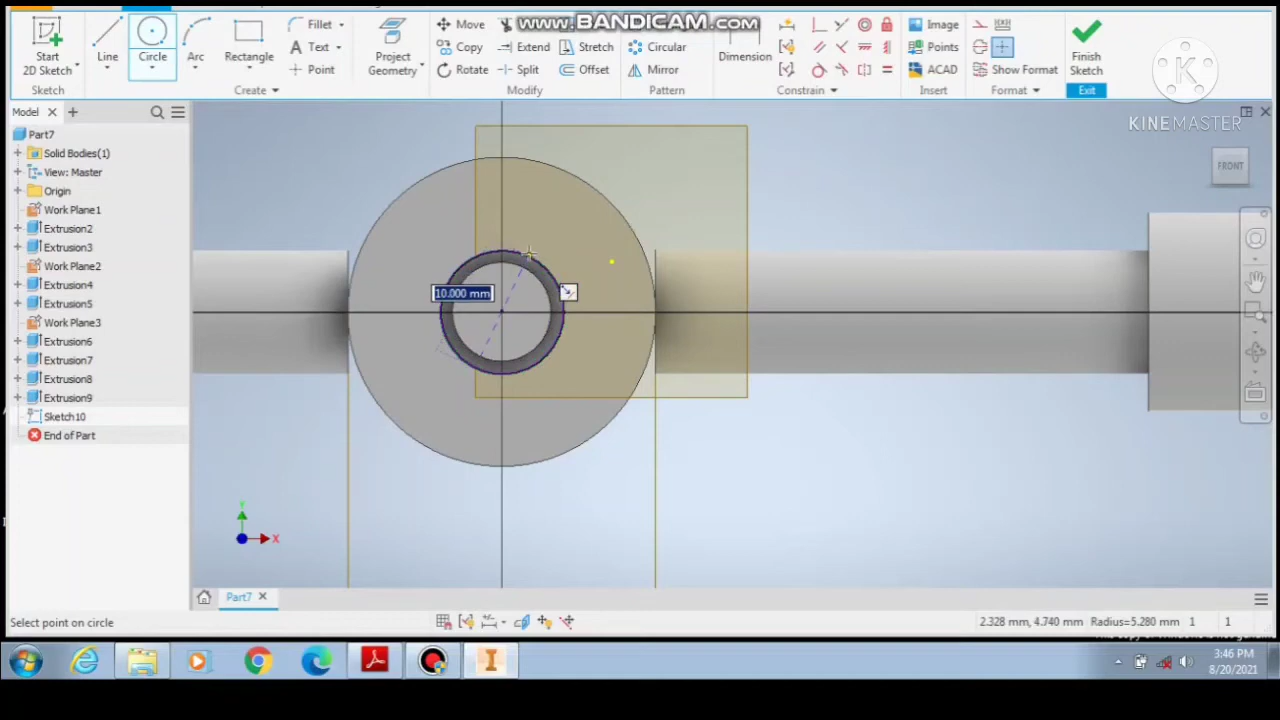 www.BANDICAM.com
Start
2D Sketch
Line
Circle
Arc
Rectangle
Fillet
Text
Point
Project
Geometry
Move
Copy
Rotate
Extend
Split
Stretch
Offset
Circular
Mirror
Dimension
Image
Points
ACAD
Show Format
Finish
Sketch
Sketch
Create
Modify
Pattern
Constrain
Insert
Format
Exit
K
KINEMASTER
Model
Part7
Solid Bodies(1)
View: Master
Origin
Work Plane1
Extrusion2
Extrusion3
Work Plane2
Extrusion4
Extrusion5
Work Plane3
Extrusion6
Extrusion7
Extrusion8
Extrusion9
Sketch10
End of Part
FRONT
10.000 mm
Y
X
Part7
Select point on circle
2.328 mm, 4.740 mm Radius=5.280 mm 1 1
3:46 PM
8/20/2021